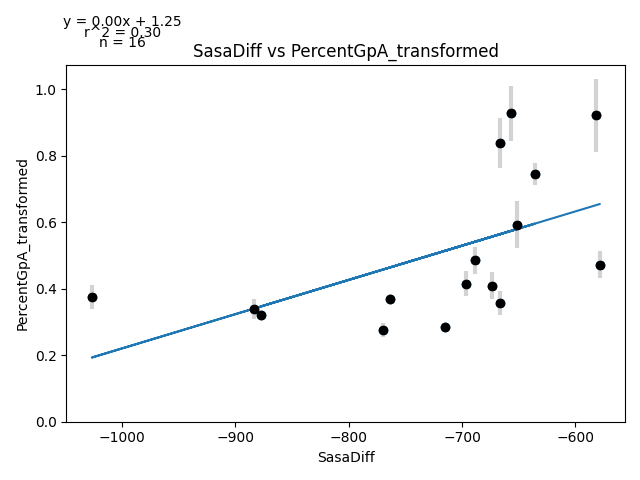 y = 0.00x + 1.25
r^2 = 0.30
n = 16
SasaDiff vs PercentGpA_transformed
PercentGpA_transformed
1.0
0.8
0.6
0.4
0.2
0.0
−1000 −900 −800 −700 −600
SasaDiff